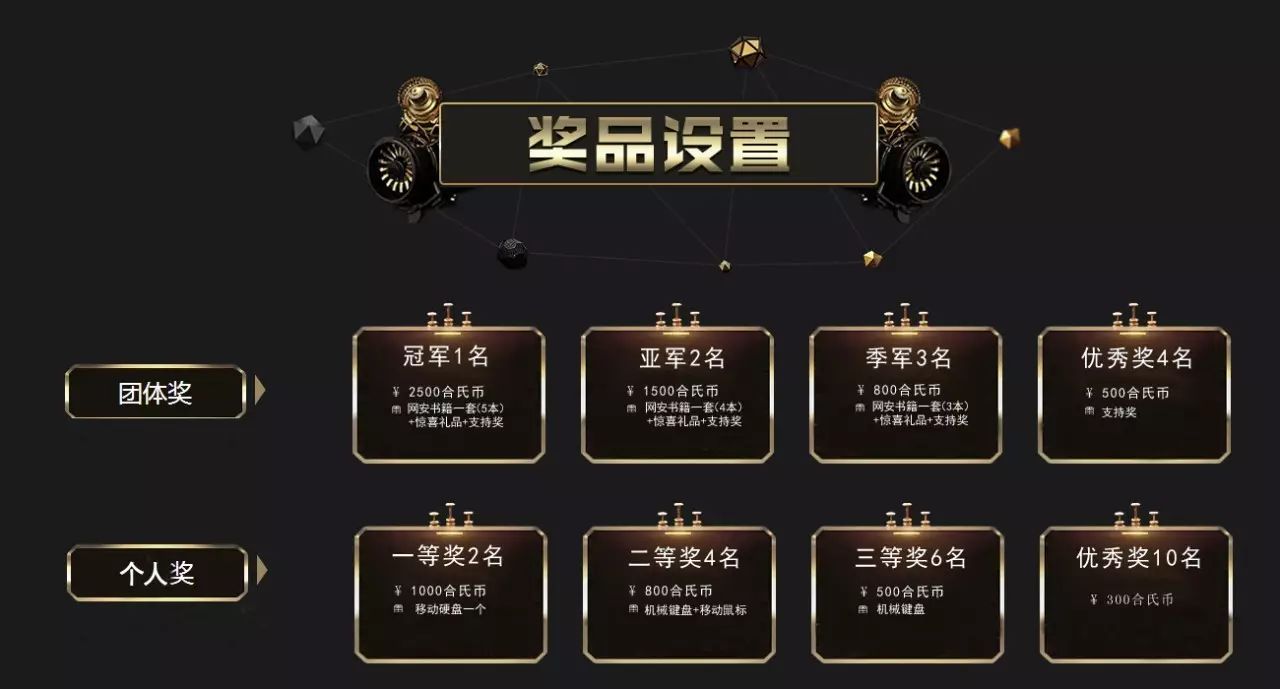 奖品设置
团体奖
冠军1名
¥ 2500合氏币
网安书籍一套(5本)
+惊喜礼品+支持奖
亚军2名
¥ 1500合氏币
网安书籍一套(4本)
+惊喜礼品+支持奖
季军3名
¥ 800合氏币
网安书籍一套(3本)
+惊喜礼品+支持奖
优秀奖4名
¥ 500合氏币
支持奖
个人奖
一等奖2名
¥ 1000合氏币
移动硬盘一个
二等奖4名
¥ 800合氏币
机械键盘+移动鼠标
三等奖6名
¥ 500合氏币
机械键盘
优秀奖10名
¥ 300合氏币